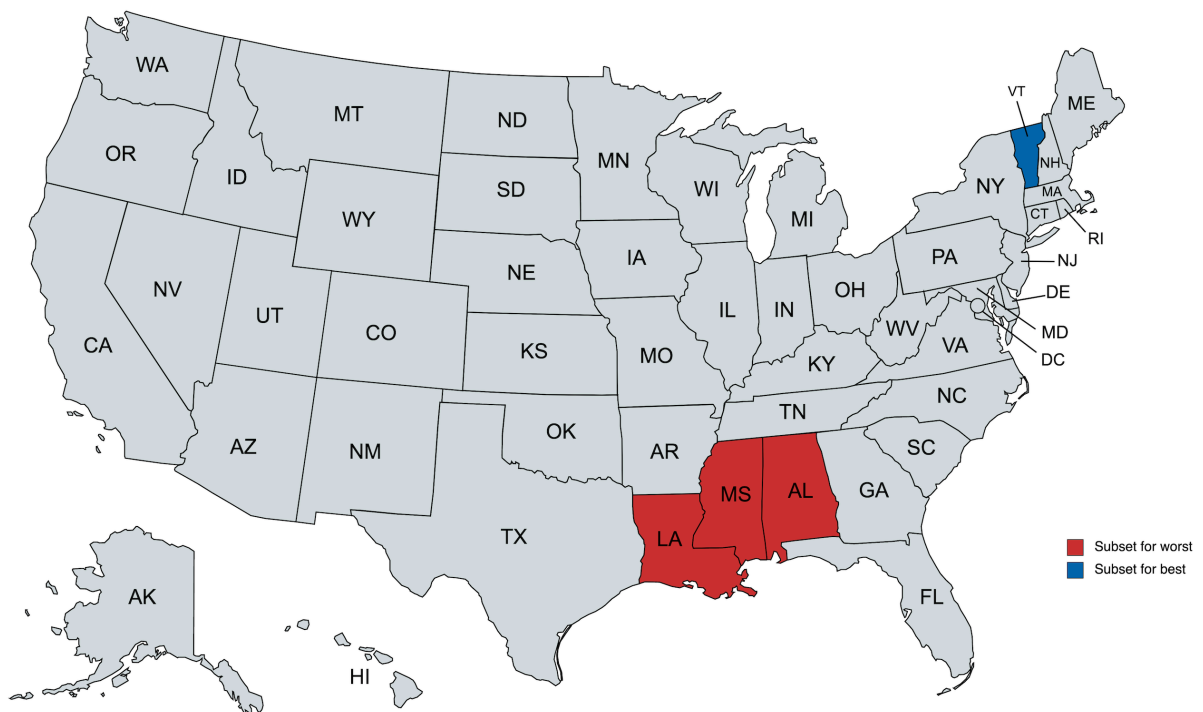 WA
MT
ND
MN
VT
ME
OR
ID
SD
WI
MI
NY
NH
MA
CT
RI
WY
IA
PA
NJ
NE
OH
DE
NV
UT
IL
IN
WV
MD
CA
CO
KS
MO
KY
VA
DC
NC
TN
AZ
NM
OK
AR
SC
MS
AL
GA
TX
LA
Subset for worst
Subset for best
AK
FL
HI